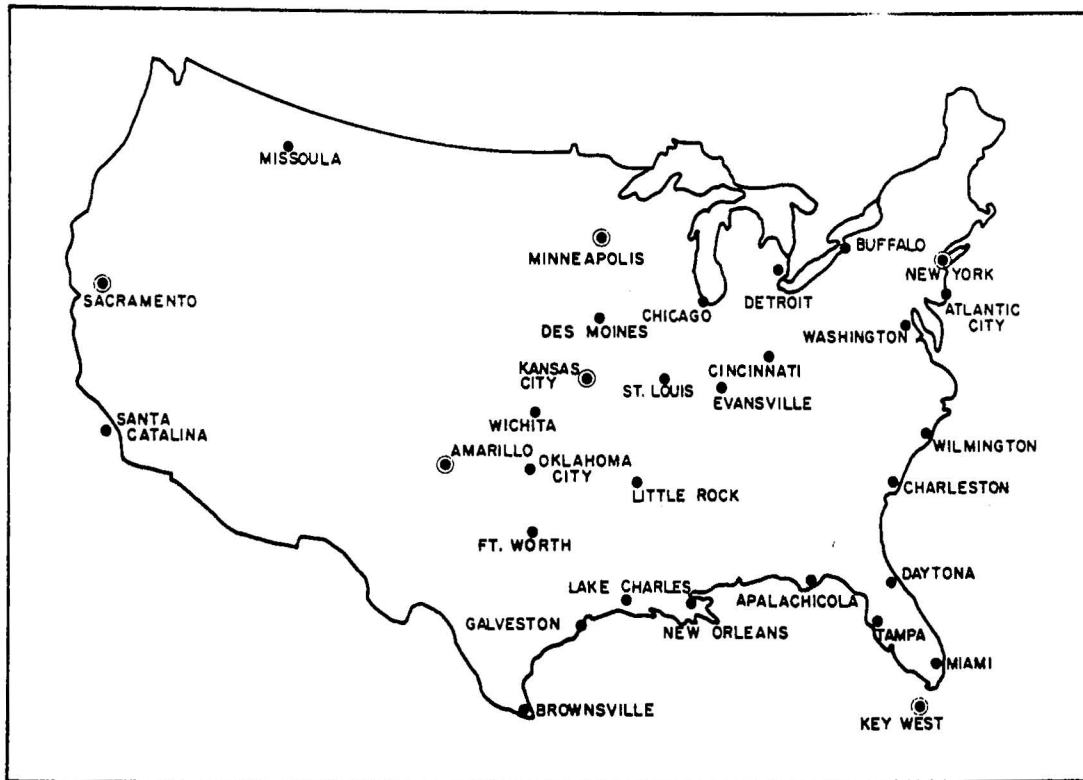 MISSOULA
MINNEAPOLIS
BUFFALO
NEW YORK
SACRAMENTO
DETROIT
CHICAGO
ATLANTIC
CITY
DES MOINES
WASHINGTON
KANSAS
CITY
CINCINNATI
ST. LOUIS
EVANSVILLE
SANTA
CATALINA
WICHITA
WILMINGTON
AMARILLO
OKLAHOMA
CITY
LITTLE ROCK
CHARLESTON
FT. WORTH
DAYTONA
LAKE CHARLES
APALACHICOLA
GALVESTON
NEW ORLEANS
TAMPA
MIAMI
BROWNSVILLE
KEY WEST